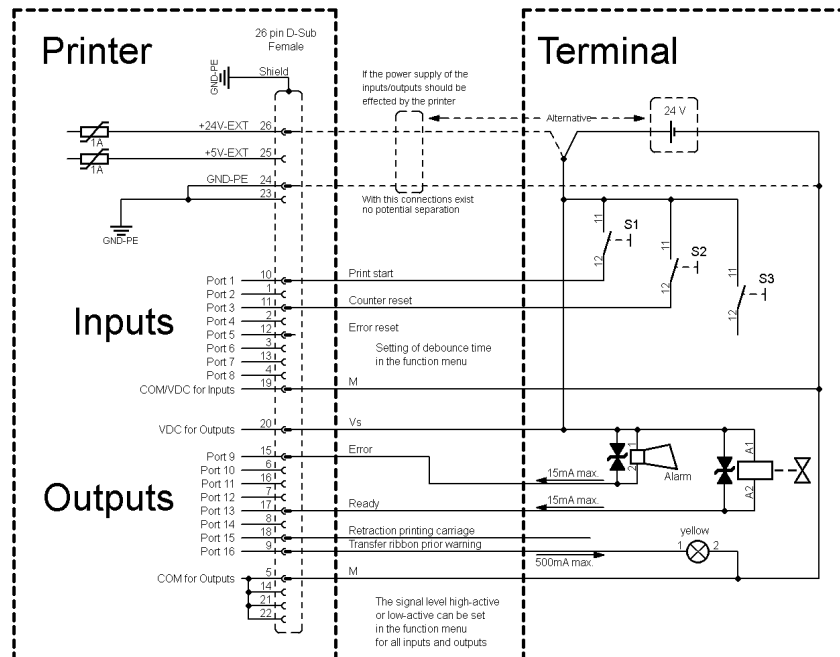 Printer
26 pin D-Sub
Female
Terminal
GND-PE
Shield
If the power supply of the
inputs/outputs should be
effected by the printer
Alternative
24 V
+24V-EXT 26
1A
+5V-EXT 25
1A
GND-PE 24
23
GND-PE
With this connections exist
no potential separation
11
12
S1
11
12
S2
11
12
S3
Inputs
Port 1 10 Print start
Port 2 1
Port 3 11 Counter reset
Port 4 2
Port 5 12 Error reset
Port 6 3
Port 7 13
Port 8 4
COM/VDC for Inputs 19 M
Setting of debounce time
in the function menu
Outputs
VDC for Outputs 20 Vs
Port 9 15 Error
Port 10 6
Port 11 16
Port 12 7
Port 13 17 Ready
Port 14 8
Port 15 18 Retraction printing carriage
Port 16 9 Transfer ribbon prior warning
COM for Outputs 5 M
14
21
22
15mA max.
1
2
Alarm
A1
A2
15mA max.
yellow
1 2
500mA max.
The signal level high-active
or low-active can be set
in the function menu
for all inputs and outputs